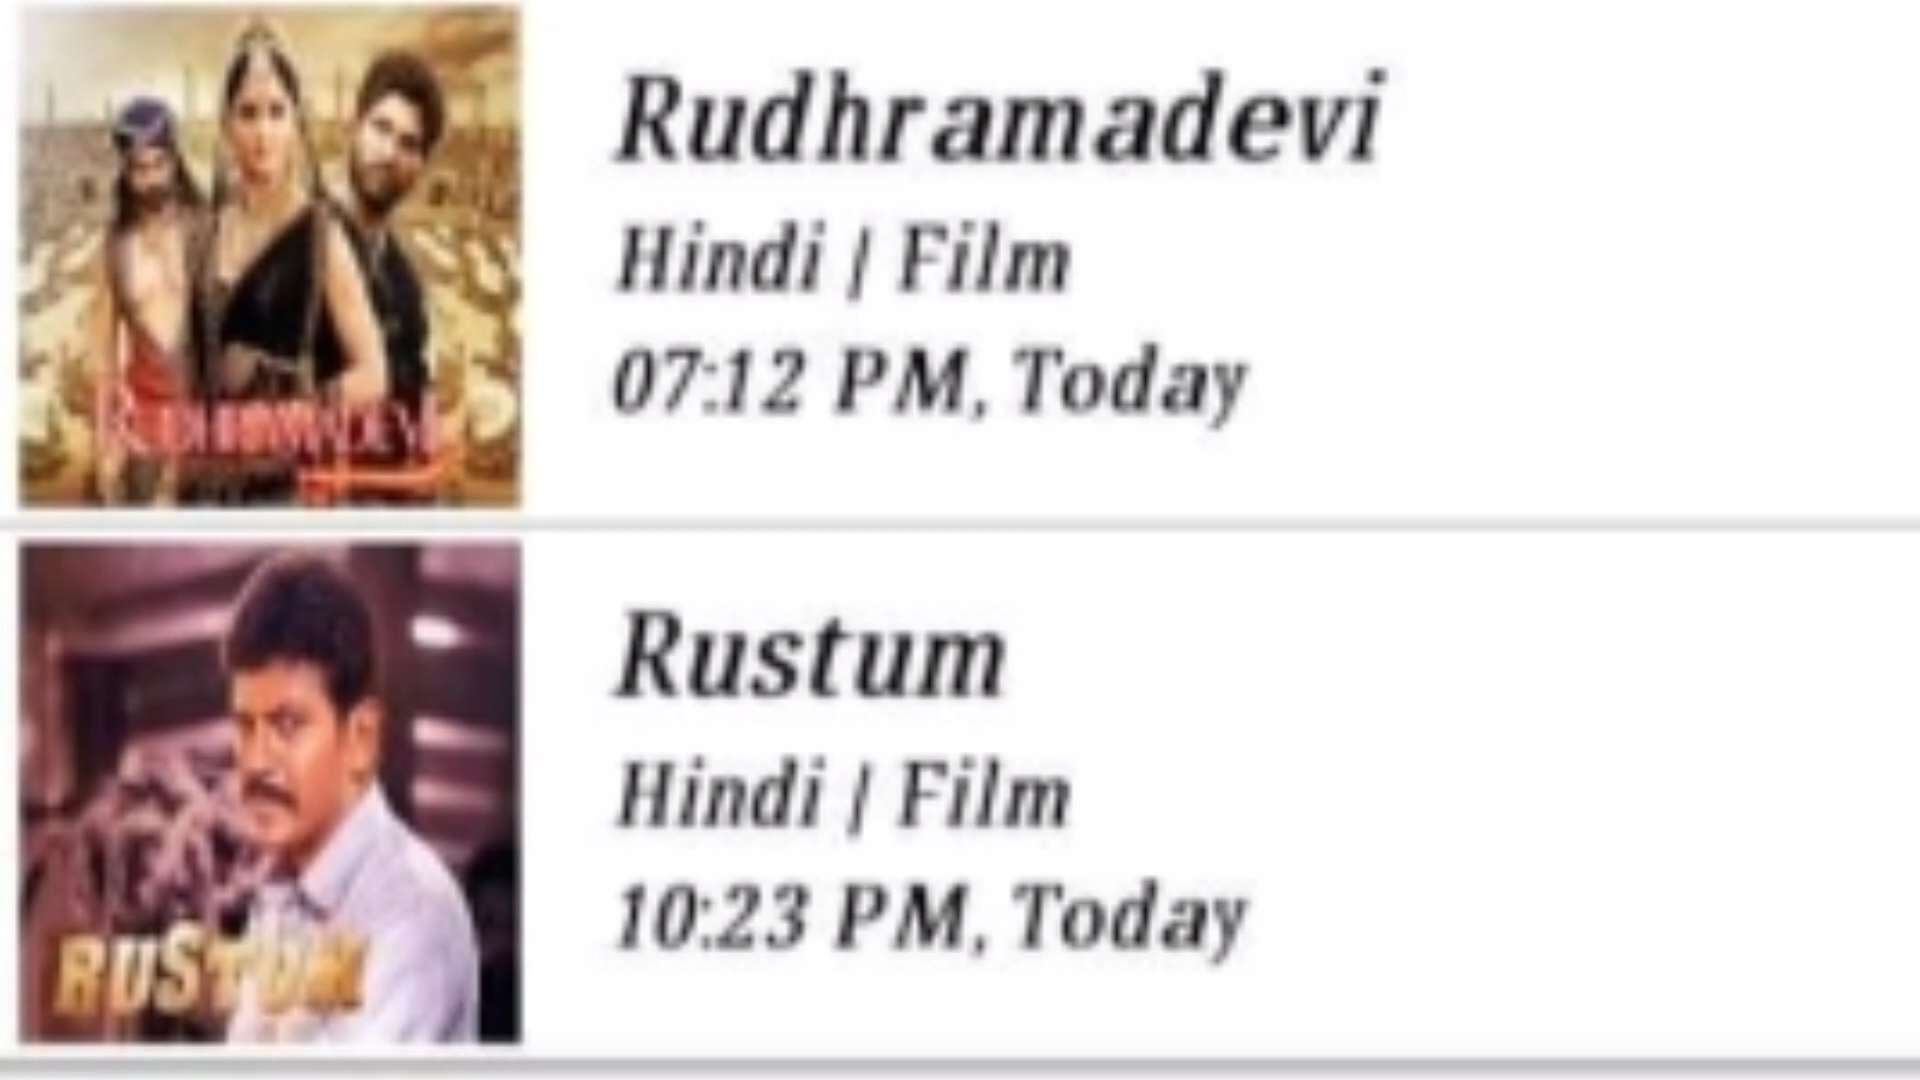 Rudhramadevi
Hindi | Film
07:12 PM, Today
Rustum
Hindi | Film
10:23 PM, Today
RUSTUM